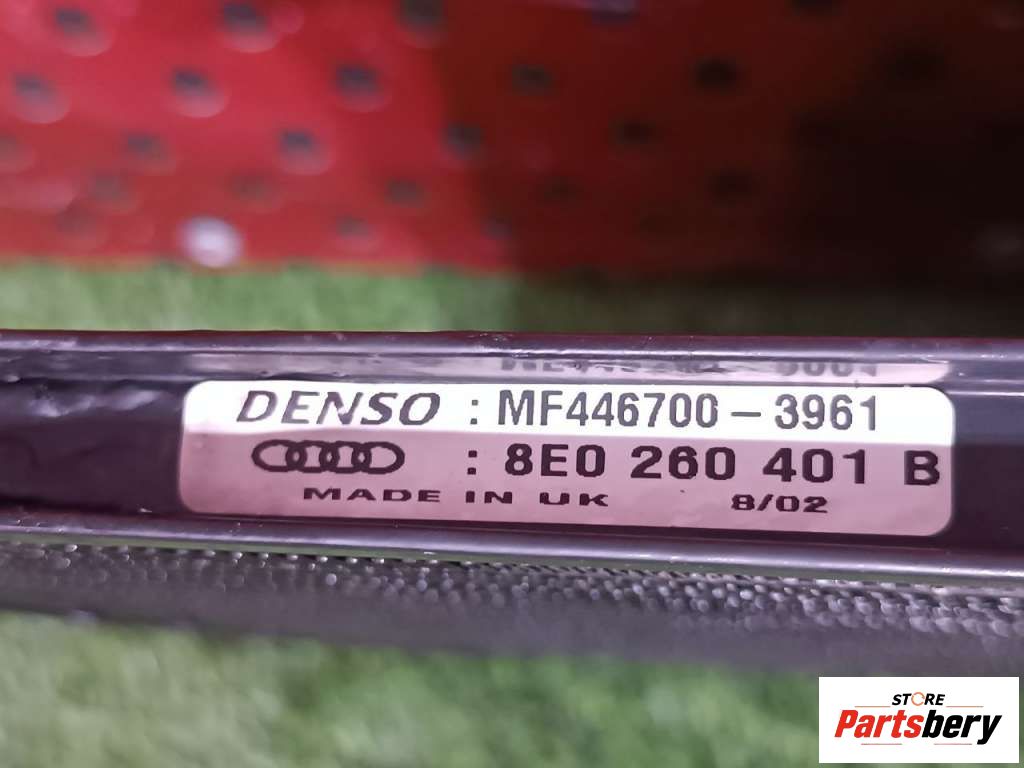 DENSO : MF446700-3961
: 8E0 260 401 B
MADE IN UK 8/02
STORE
Partsbery